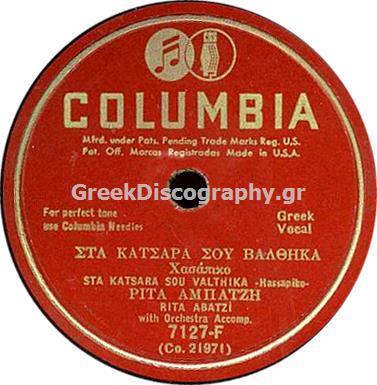 COLUMBIA
Mfrd. under Pats. Pending Trade Marks Reg. U.S.
Pat. Off. Marcas Registradas Made in U.S.A.
GreekDiscography.gr
For perfect tone
use Columbia Needles
Greek
Vocal
ΣΤΑ ΚΑΤΣΑΡΑ ΣΟΥ ΒΑΛΘΗΚΑ
Χασάπικο
STA KATSARA SOU VALTHIKA -Hassapiko-
ΡΙΤΑ ΑΜΠΑΤΖΗ
RITA ABATZI
with Orchestra Accomp.
7127-F
(Co. 21971)